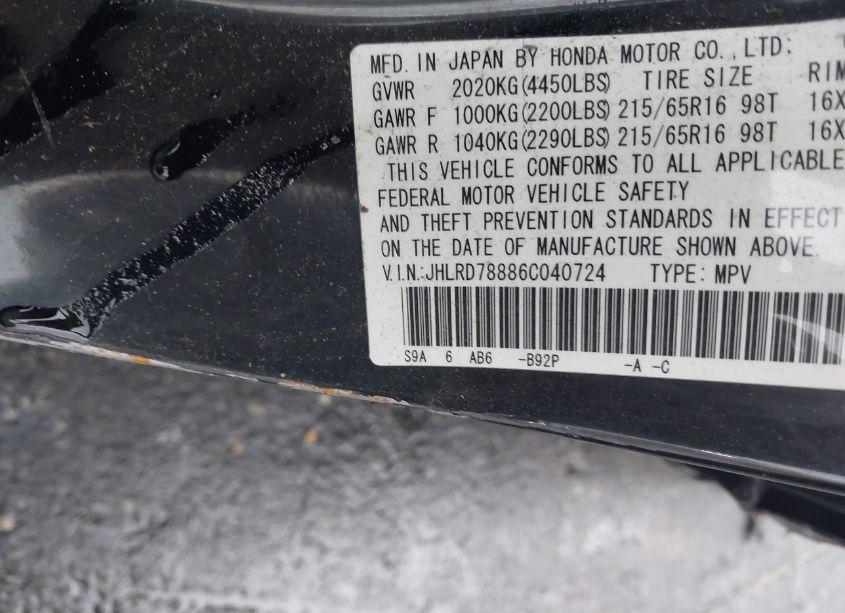 MFD. IN JAPAN BY HONDA MOTOR CO.,LTD:
GVWR 2020KG(4450LBS) TIRE SIZE RIM
GAWR F 1000KG(2200LBS) 215/65R16 98T 16X
GAWR R 1040KG(2290LBS) 215/65R16 98T 16X
THIS VEHICLE CONFORMS TO ALL APPLICABLE
FEDERAL MOTOR VEHICLE SAFETY
AND THEFT PREVENTION STANDARDS IN EFFECT
ON THE DATE OF MANUFACTURE SHOWN ABOVE.
V.I.N.:JHLRD78886C040724 TYPE: MPV
S9A 6 AB6 -B92P -A -C